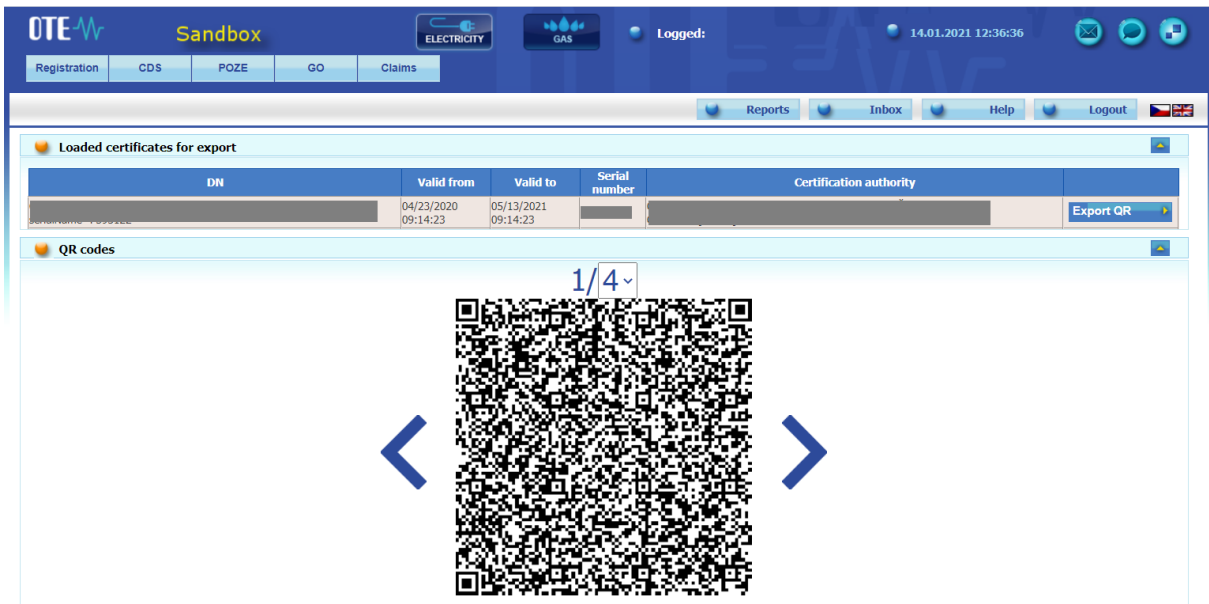 OTE
Sandbox
ELECTRICITY
GAS
Logged:
14.01.2021 12:36:36
Registration CDS POZE GO Claims
Reports Inbox Help Logout
Loaded certificates for export
DN Valid from Valid to Serial number Certification authority
04/23/2020 09:14:23 05/13/2021 09:14:23 Export QR
QR codes
1/4